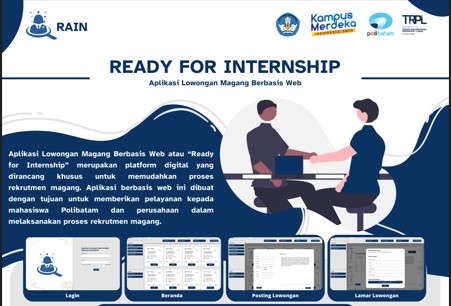 RAIN
Kampus
Merdeka
INDONESIA JAYA
polibatam
TRPL
READY FOR INTERNSHIP
Aplikasi Lowongan Magang Berbasis Web
Aplikasi Lowongan Magang Berbasis Web atau "Ready
for Internship" merupakan platform digital yang
dirancang khusus untuk memudahkan proses
rekrutmen magang. Aplikasi berbasis web ini dibuat
dengan tujuan untuk memberikan pelayanan kepada
mahasiswa Polibatam dan perusahaan dalam
melaksanakan proses rekrutmen magang.
Login
Beranda
Posting Lowongan
Lamar Lowongan